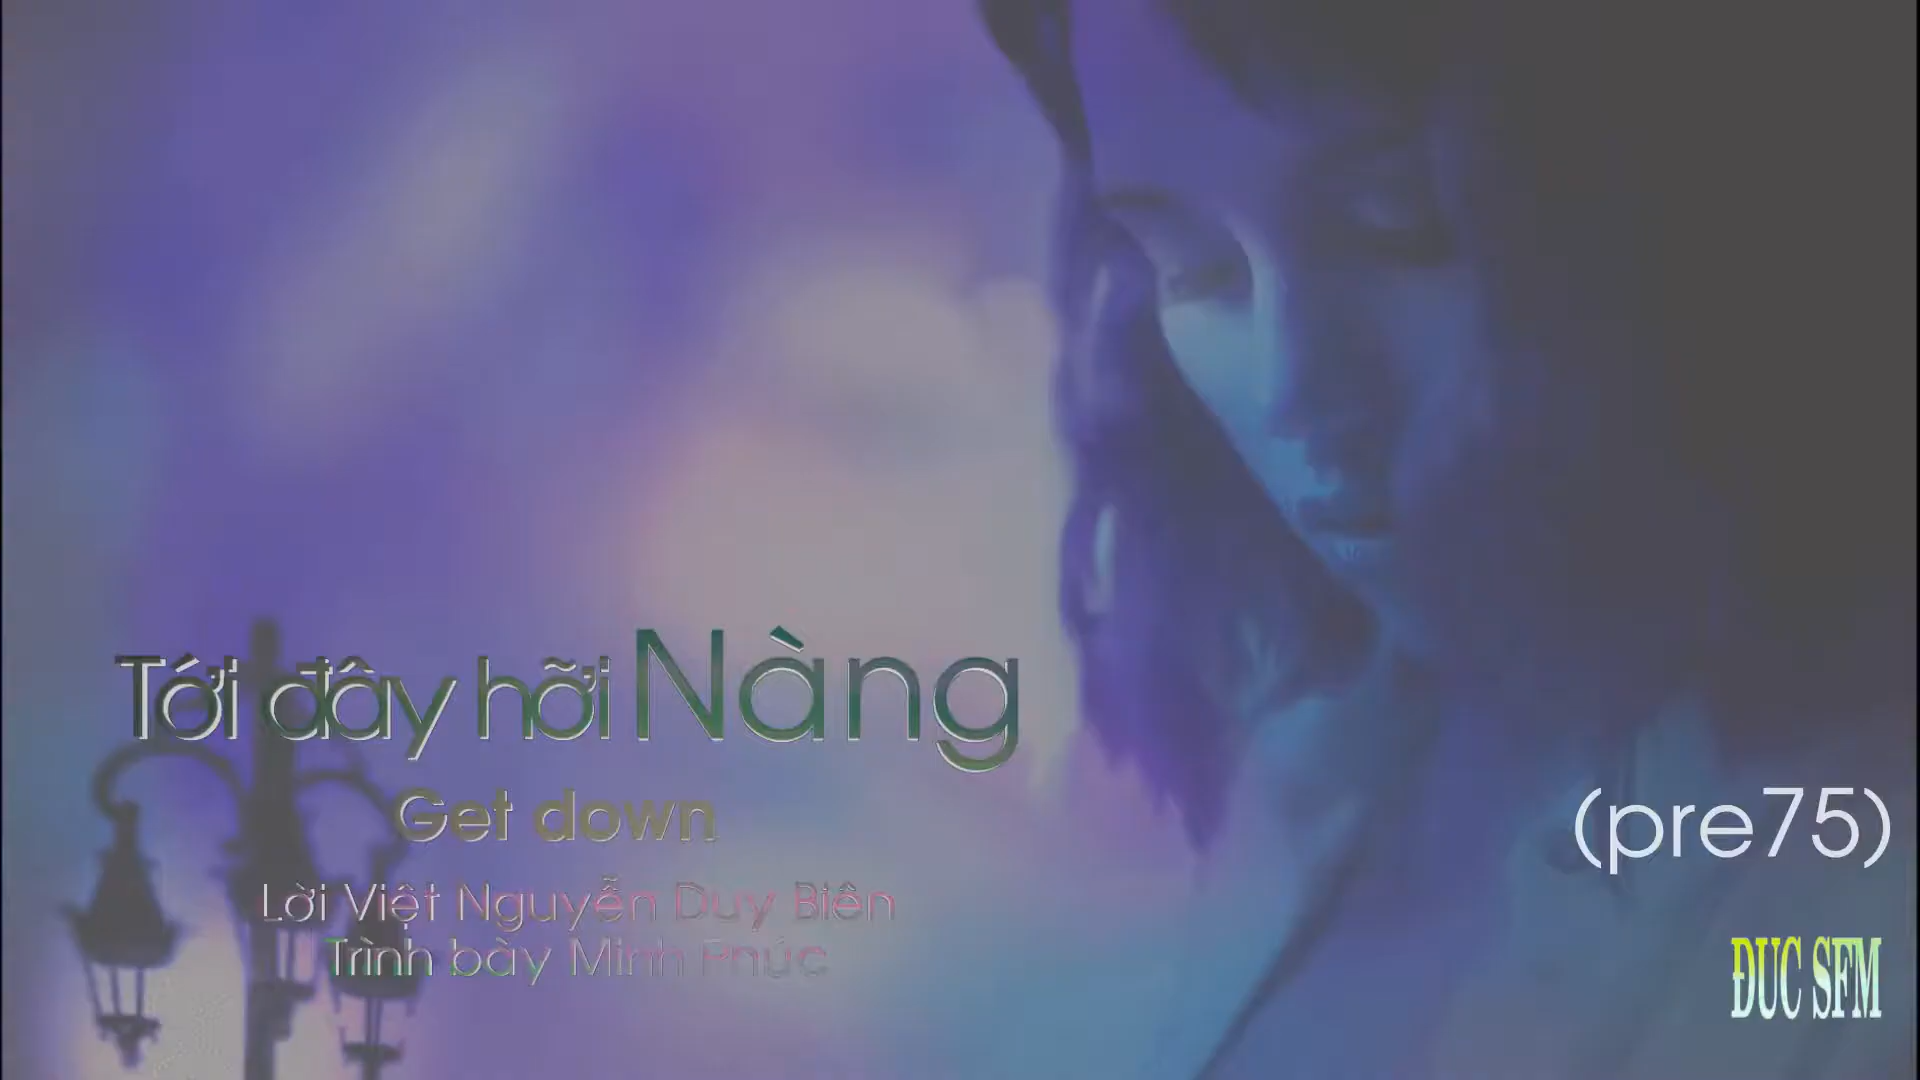 Tới đây hỡi Nàng
Get down
Lời Việt Nguyễn Duy Biên
Trình bày Minh Phúc
(pre75)
ĐUC SFM